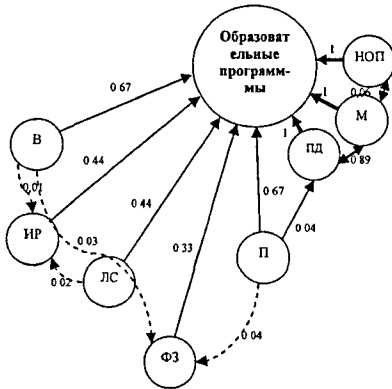 Образоват
ельные
программ-
мы
НОП
1
0.67
1
0.06
М
В
1
ПД
0.89
0.44
0.01
0.44
0.67
0.04
ИР
0.03
0.33
П
0.02
ЛС
0.04
ФЗ